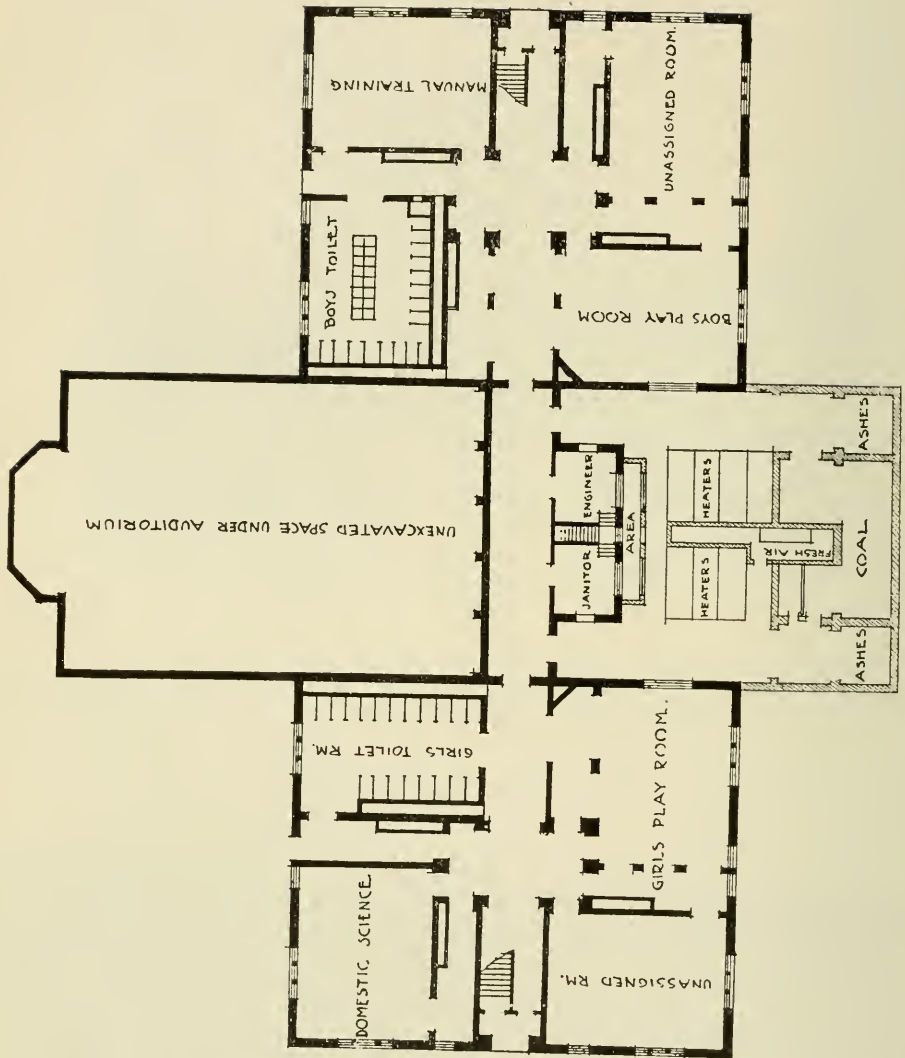 MANUAL TRAINING
UNASSIGNED ROOM.
BOYS TOILET
BOYS PLAY ROOM
UNEXCAVATED SPACE UNDER AUDITORIUM
ENGINEER
JANITOR
AREA
HEATERS
HEATERS
FRESH AIR
ASHE'S
COAL
ASHES
GIRLS TOILET RM.
GIRLS PLAY ROOM.
DOMESTIC SCIENCE.
UNASSIGNED RM.